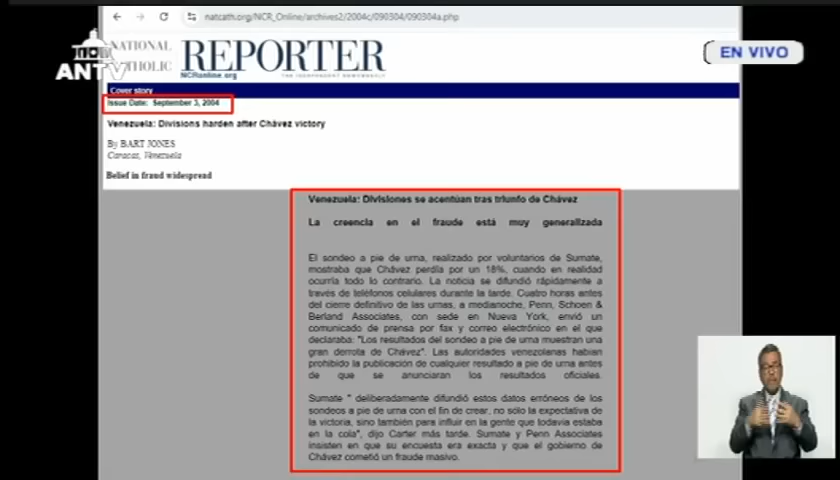 natcath.org/NCR_Online/archives2/2004c/090304/090304a.php
ANTV
NATIONAL
CATHOLIC
REPORTER
NCRonline.org
THE INDEPENDENT NEWSWEEKLY
EN VIVO
Cover story
Issue Date: September 3, 2004
Venezuela: Divisions harden after Chávez victory
By BART JONES
Caracas, Venezuela
Belief in fraud widespread
Venezuela: Divisiones se acentúan tras triunfo de Chávez
La creencia en el fraude está muy generalizada
El sondeo a pie de urna, realizado por voluntarios de Sumate,
mostraba que Chávez perdía por un 18%, cuando en realidad
ocurría todo lo contrario. La noticia se difundió rápidamente a
través de teléfonos celulares durante la tarde. Cuatro horas antes
del cierre definitivo de las urnas, a medianoche, Penn, Schoen &
Berland Associates, con sede en Nueva York, envió un
comunicado de prensa por fax y correo electrónico en el que
declaraba: "Los resultados del sondeo a pie de urna muestran una
gran derrota de Chávez". Las autoridades venezolanas habían
prohibido la publicación de cualquier resultado a pie de urna antes
de que se anunciaran los resultados oficiales.
Sumate " deliberadamente difundió estos datos erróneos de los
sondeos a pie de urna con el fin de crear, no sólo la expectativa de
la victoria, sino también para influir en la gente que todavía estaba
en la cola", dijo Carter más tarde. Sumate y Penn Associates
insisten en que su encuesta era exacta y que el gobierno de
Chávez cometió un fraude masivo.